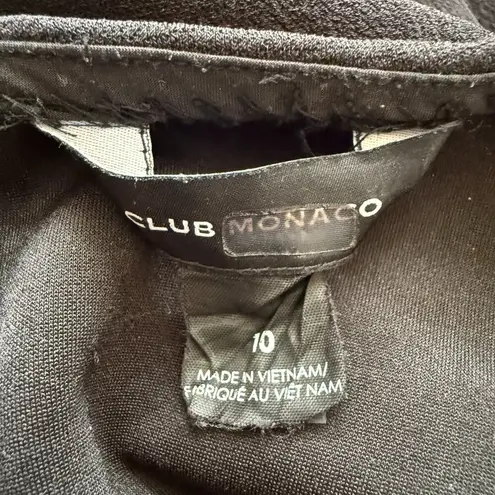 CLUB MONACO
10
MADE IN VIETNAM/
FABRIQUÉ AU VIÊT NAM